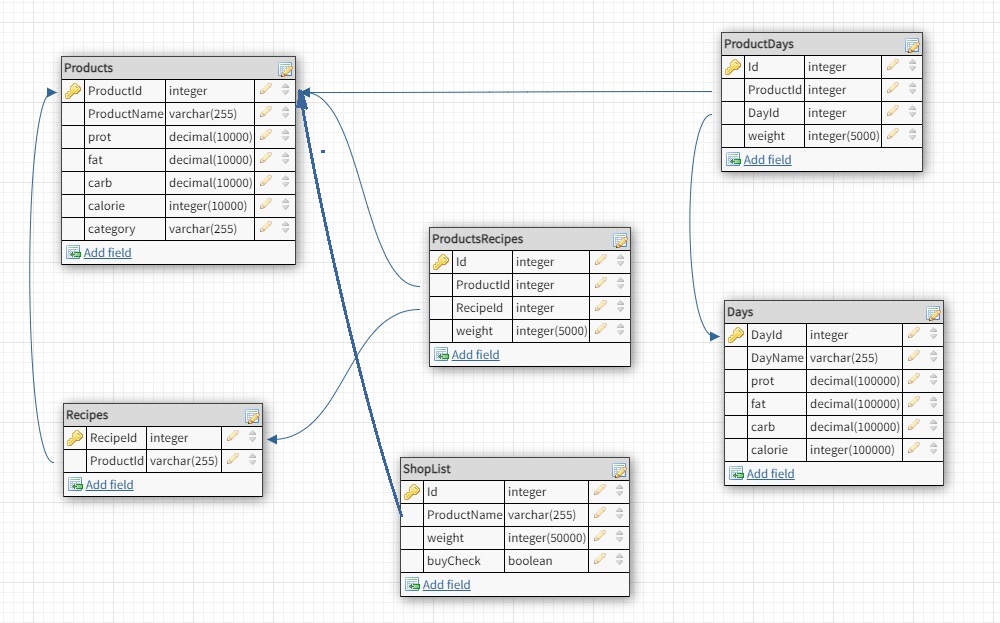 Products
ProductId integer
ProductName varchar(255)
prot decimal(10000)
fat decimal(10000)
carb decimal(10000)
calorie integer(10000)
category varchar(255)
Add field
ProductDays
Id integer
ProductId integer
DayId integer
weight integer(5000)
Add field
ProductsRecipes
Id integer
ProductId integer
RecipeId integer
weight integer(5000)
Add field
Days
DayId integer
DayName varchar(255)
prot decimal(100000)
fat decimal(100000)
carb decimal(100000)
calorie integer(100000)
Add field
Recipes
RecipeId integer
ProductId varchar(255)
Add field
ShopList
Id integer
ProductName varchar(255)
weight integer(50000)
buyCheck boolean
Add field